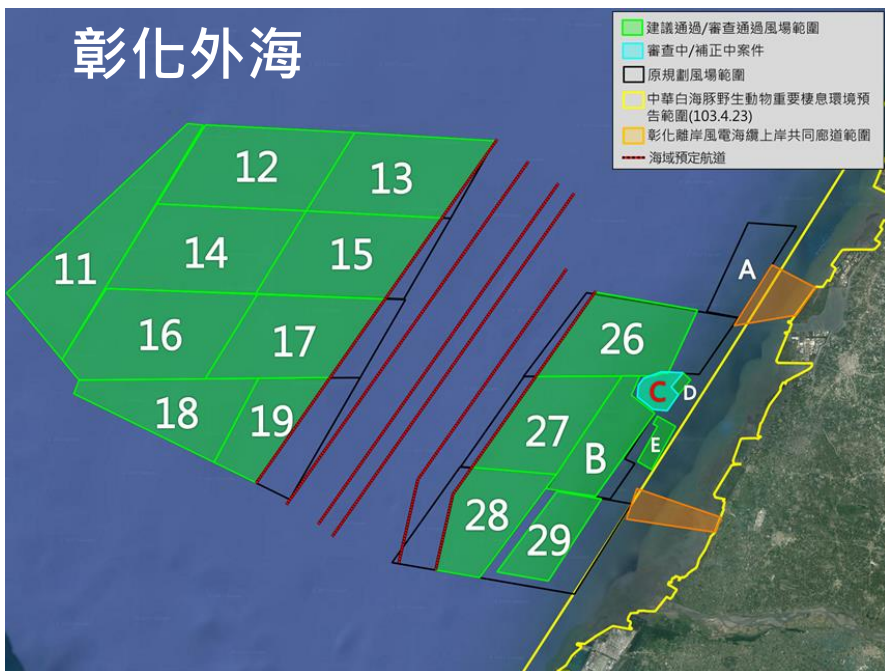 彰化外海
建議通過/審查通過風場範圍
審查中/補正中案件
原規劃風場範圍
中華白海豚野生動物重要棲息環境預
告範圍(103.4.23)
彰化離岸風電海纜上岸共同廊道範圍
海域預定航道
12
13
11
14
15
16
17
18
19
A
26
C
D
27
B
E
28
29